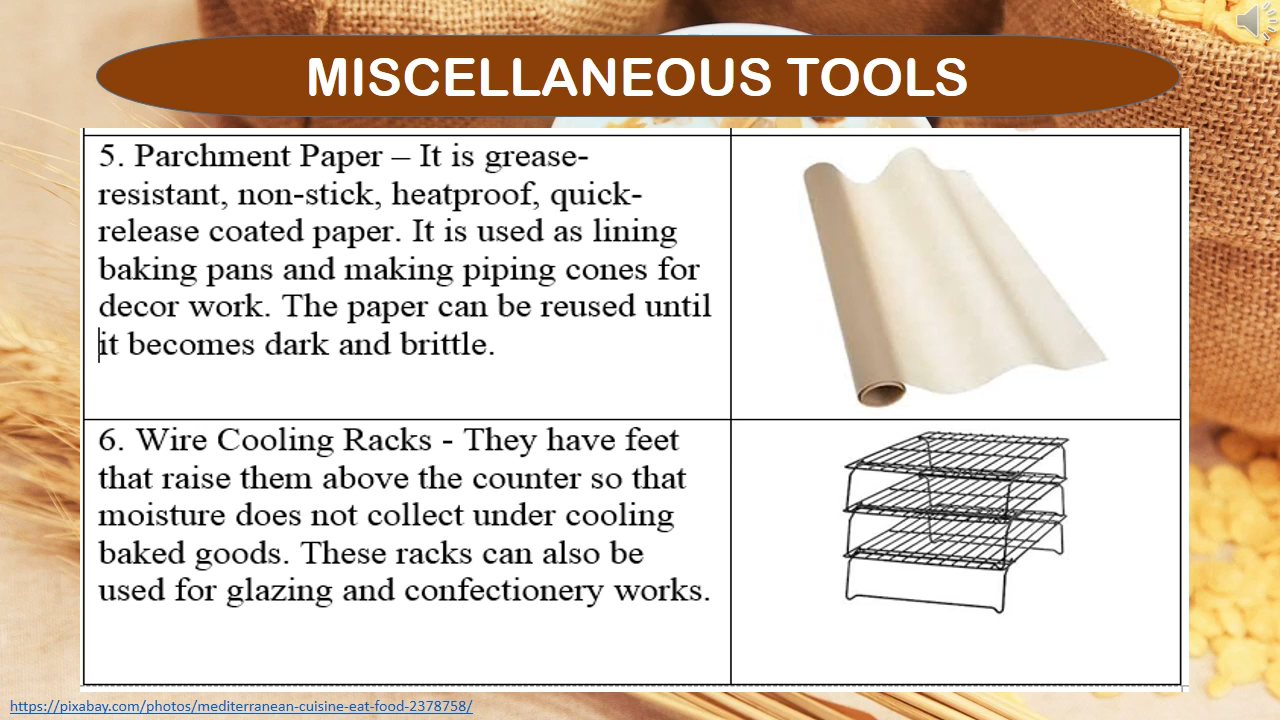 MISCELLANEOUS TOOLS
5. Parchment Paper – It is grease-
resistant, non-stick, heatproof, quick-
release coated paper. It is used as lining
baking pans and making piping cones for
decor work. The paper can be reused until
it becomes dark and brittle.
6. Wire Cooling Racks - They have feet
that raise them above the counter so that
moisture does not collect under cooling
baked goods. These racks can also be
used for glazing and confectionery works.
https://pixabay.com/photos/mediterranean-cuisine-eat-food-2378758/